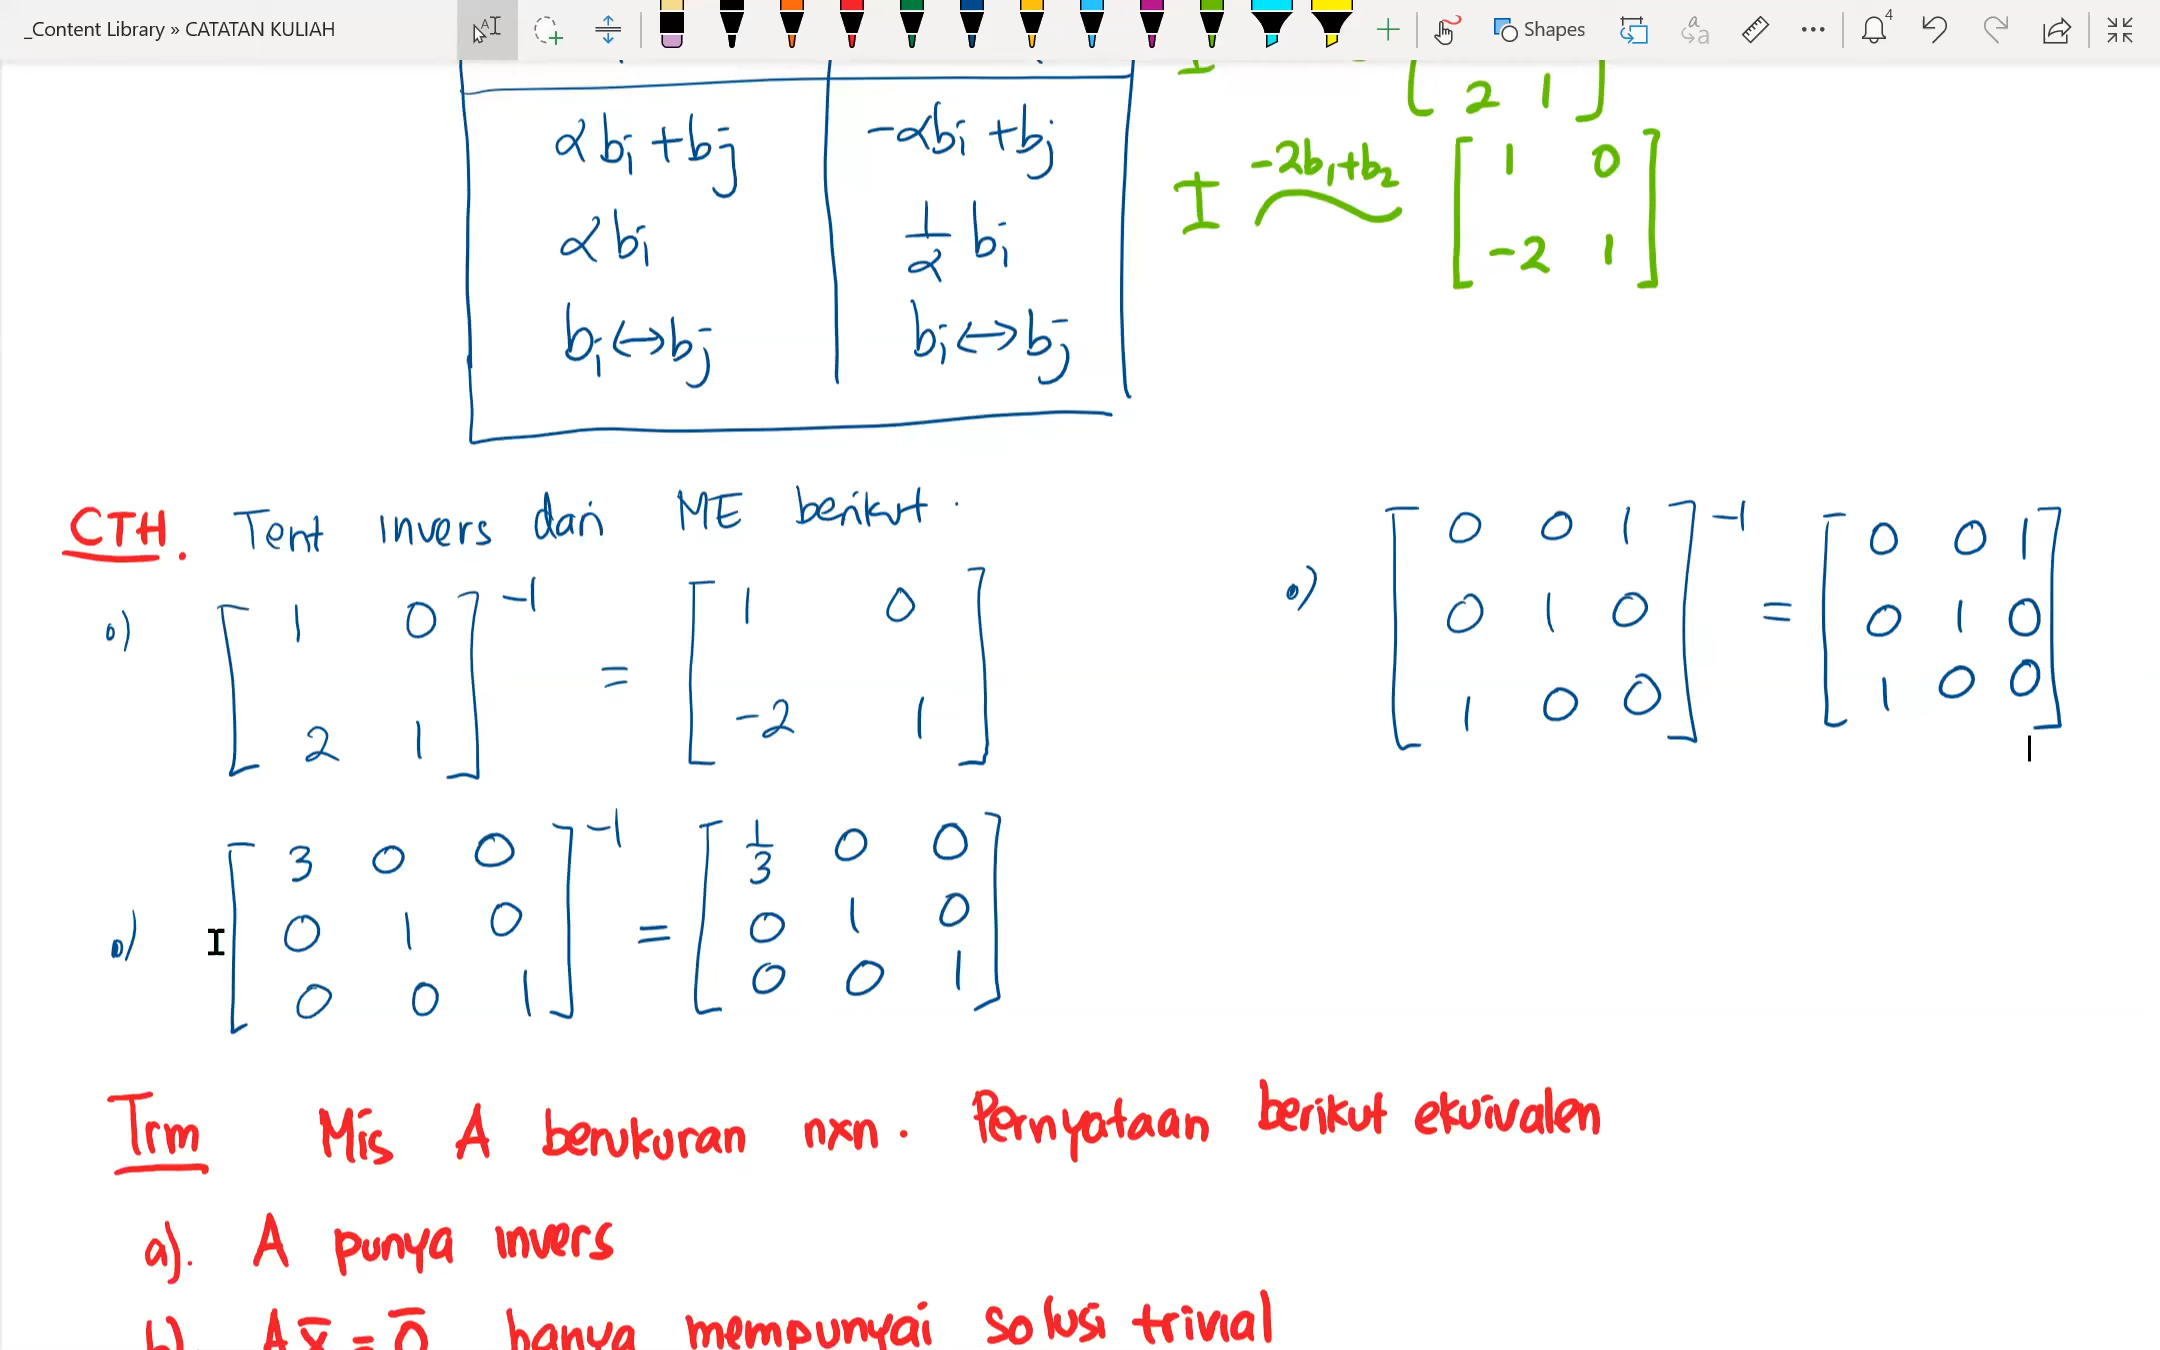 _Content Library » CATATAN KULIAH
Shapes
4
αbi + bj   -αbi + bj
αbi   1/α bi
bi ↔ bj   bi ↔ bj
I
[ 2 1 ]
I -2b1+b2
[ 1 0
-2 1 ]
CTH. Tent invers dari ME berikut.
o) [ 1 0
2 1 ]-1 = [ 1 0
-2 1 ]
o) [ 3 0 0
0 1 0
0 0 1 ]-1 = [ 1/3 0 0
0 1 0
0 0 1 ]
o) [ 0 0 1
0 1 0
1 0 0 ]-1 = [ 0 0 1
0 1 0
1 0 0 ]
Trm Mis A berukuran nxn. Pernyataan berikut ekuivalen
a). A punya invers
b) Ax̄ = 0̄ hanya mempunyai solusi trivial